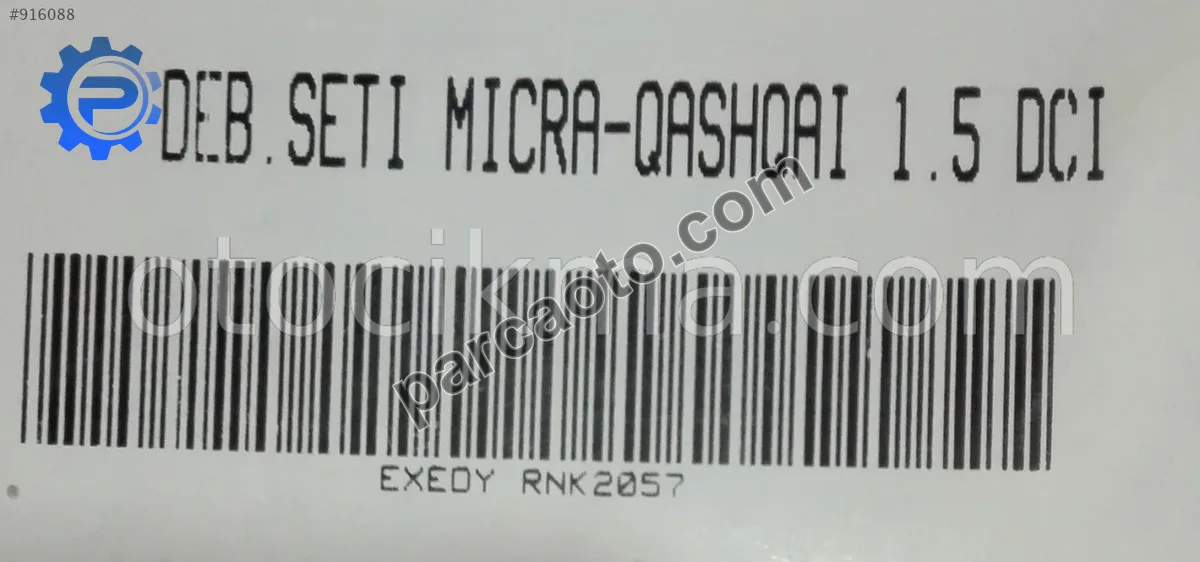 #916088
DEB.SETI MICRA-QASHQAI 1.5 DCI
otocikma.com
parcaoto.com
EXEDY RNK2057